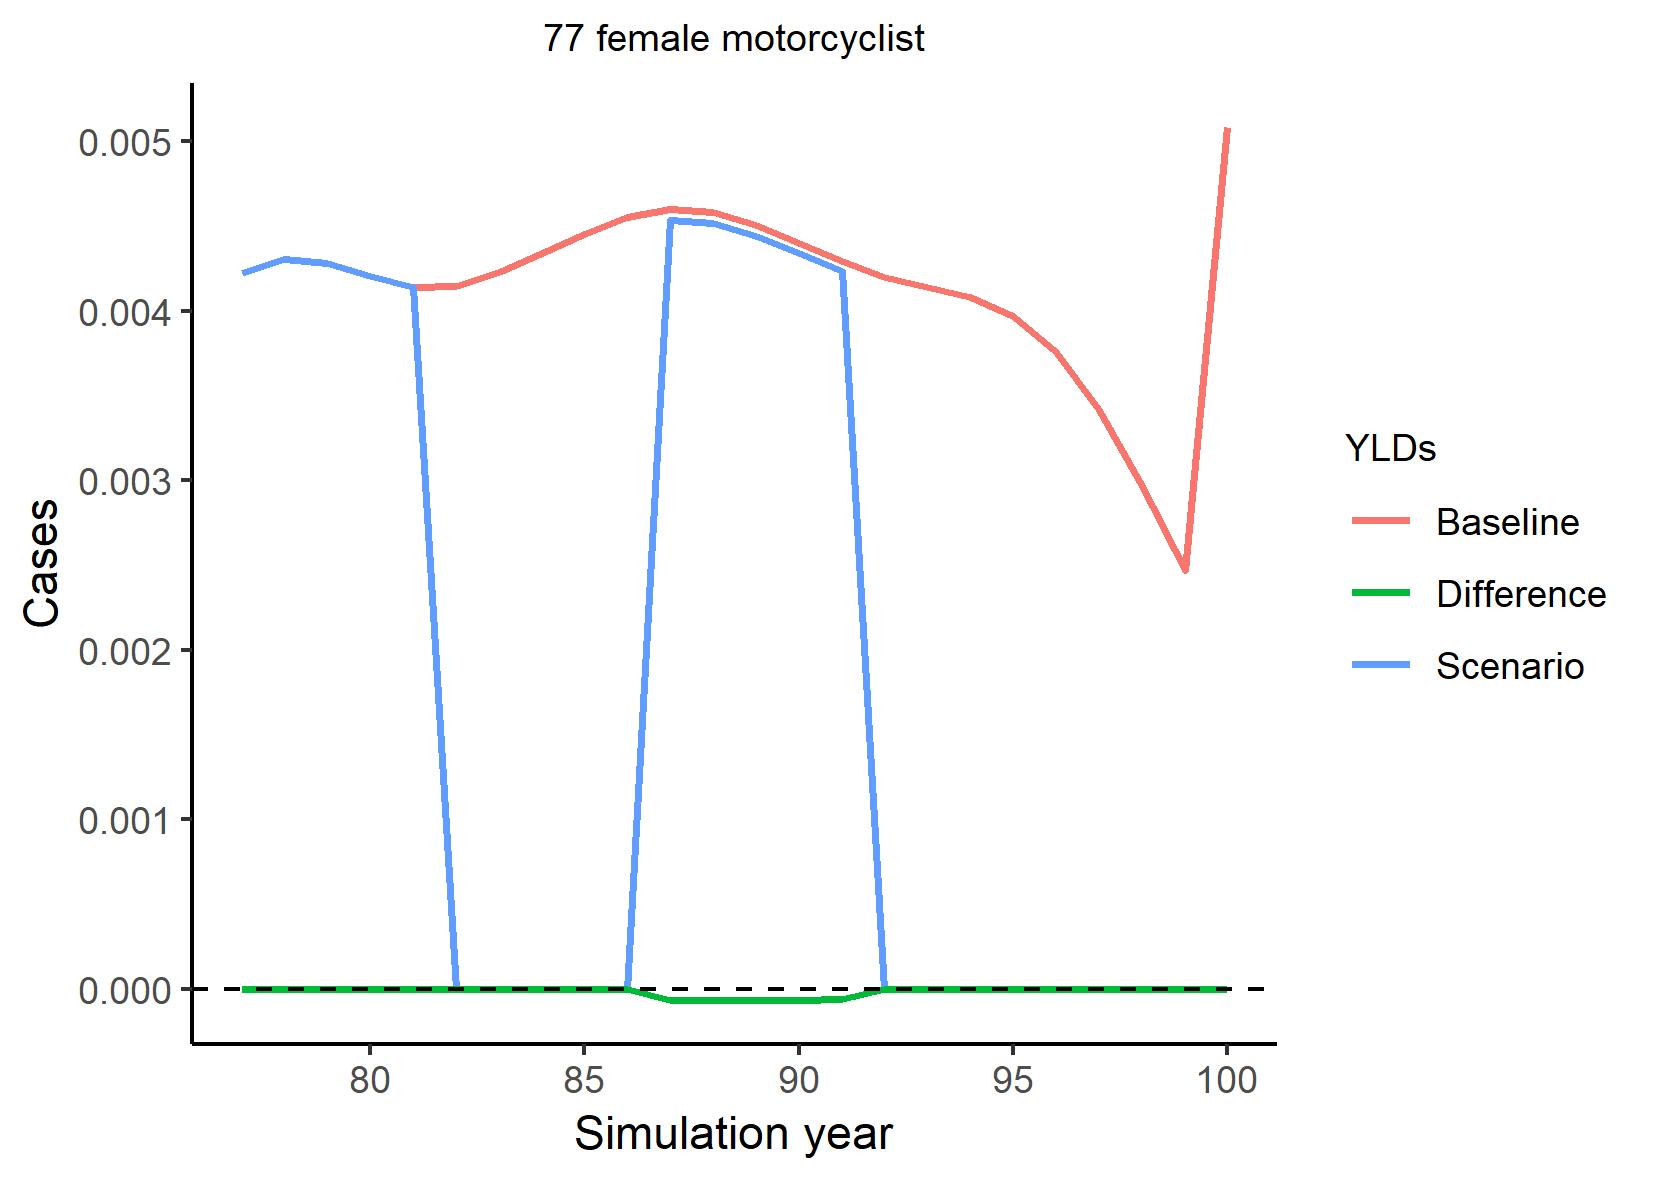 77 female motorcyclist
0.005
0.004
0.003
0.002
0.001
0.000
Cases
80 85 90 95 100
Simulation year
YLDs
Baseline
Difference
Scenario